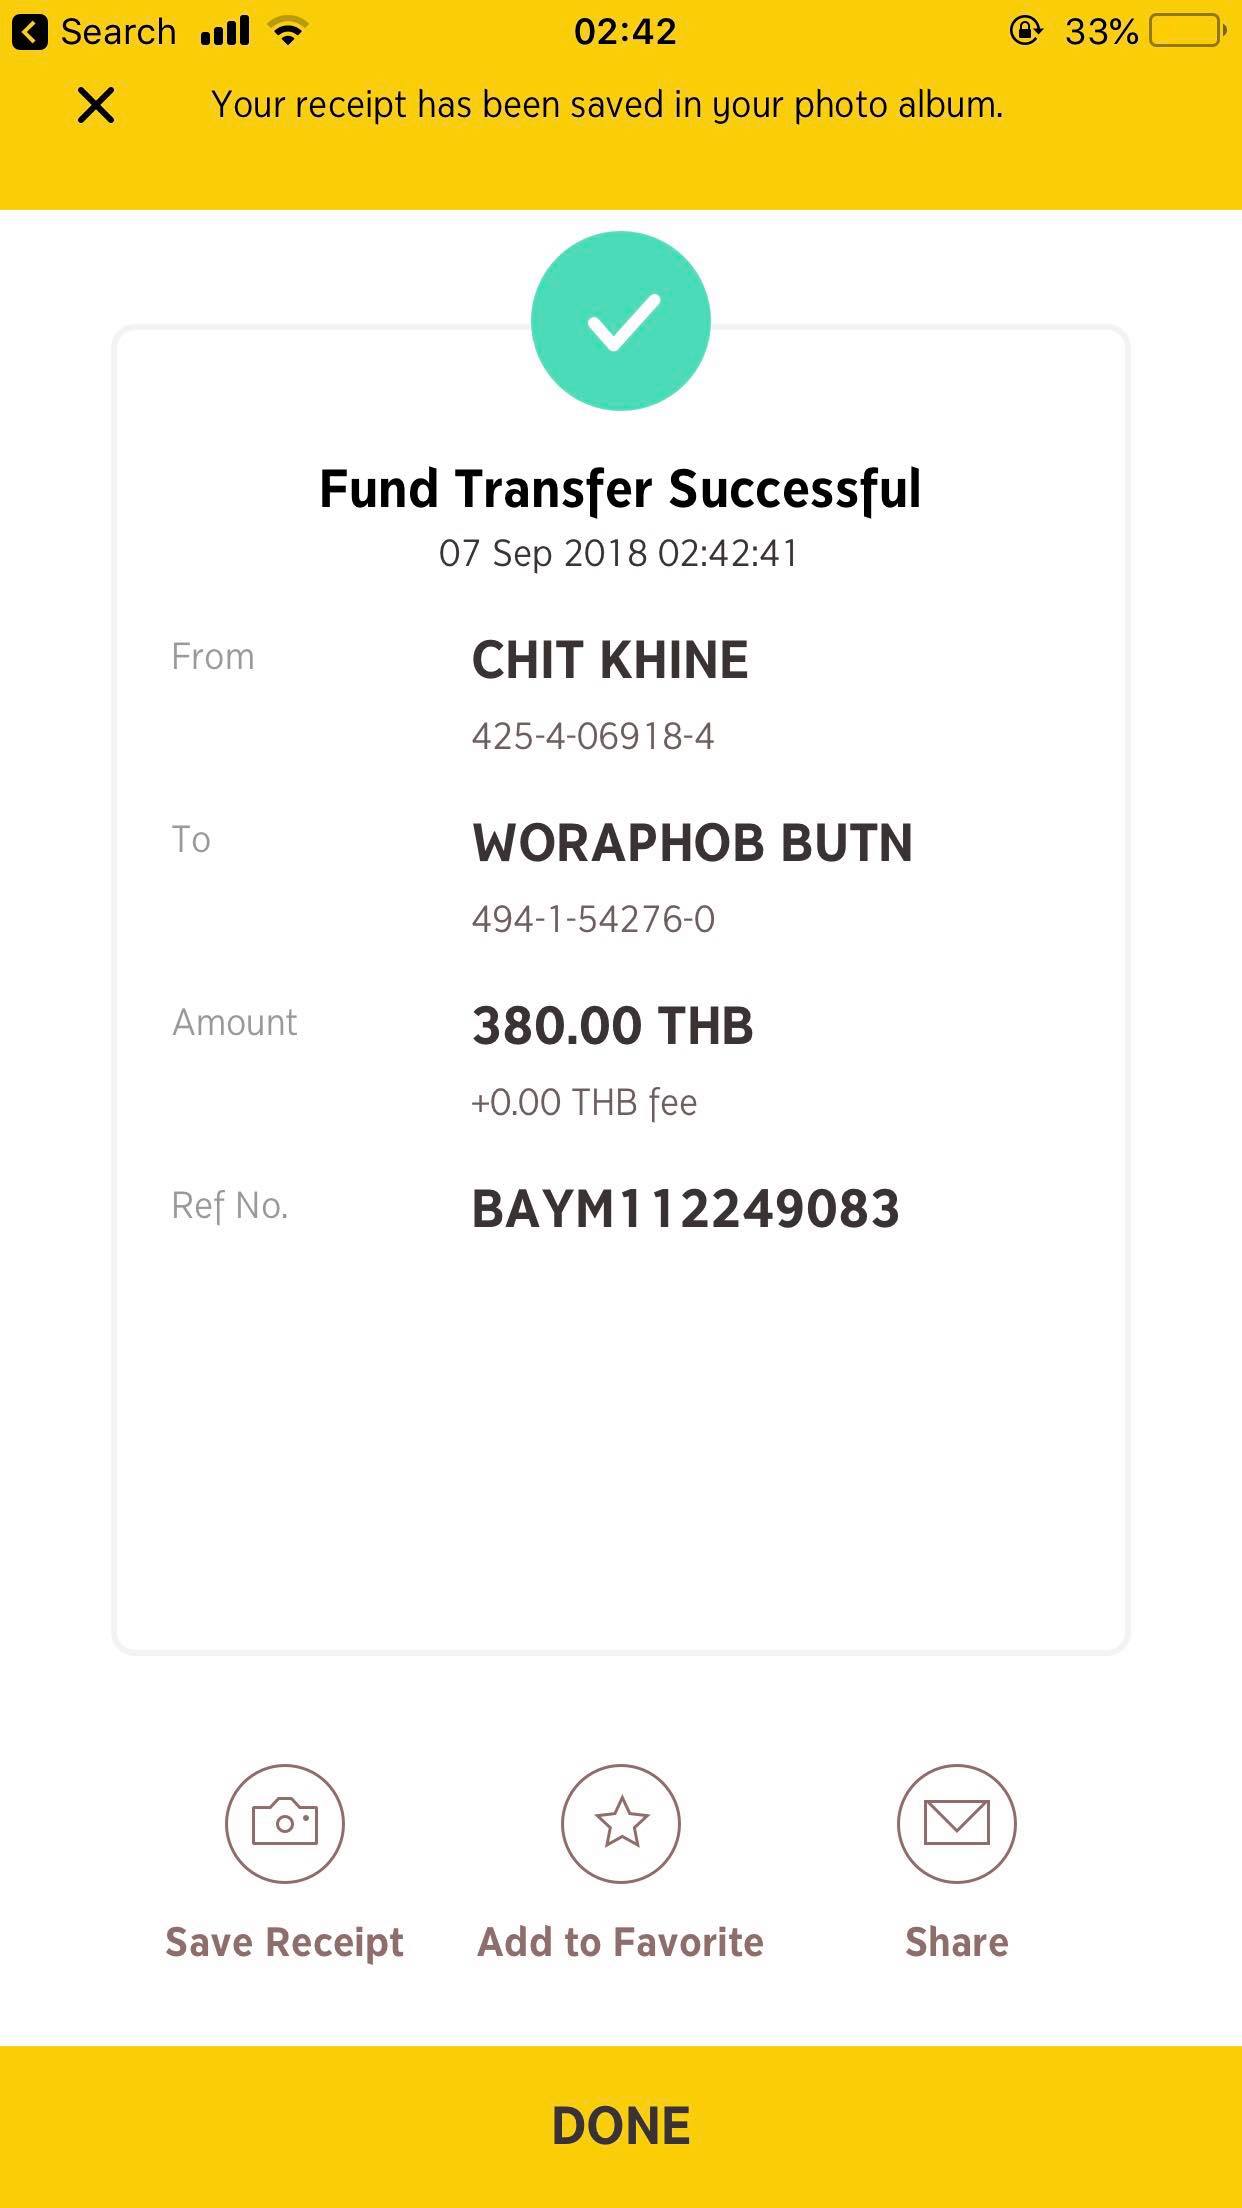 Search 02:42 33%
Your receipt has been saved in your photo album.
Fund Transfer Successful
07 Sep 2018 02:42:41
From CHIT KHINE
425-4-06918-4
To WORAPHOB BUTN
494-1-54276-0
Amount 380.00 THB
+0.00 THB fee
Ref No. BAYM112249083
Save Receipt Add to Favorite Share
DONE